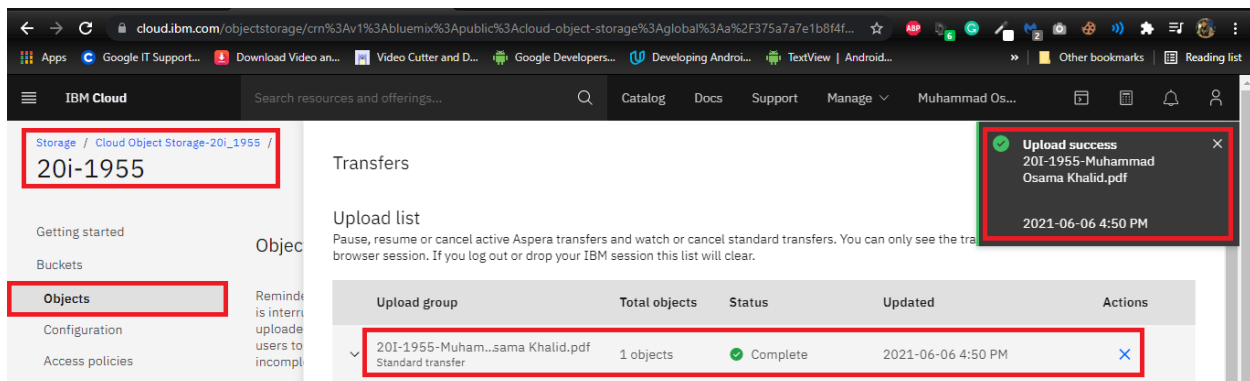 cloud.ibm.com/objectstorage/crn%3Av1%3Abluemix%3Apublic%3Acloud-object-storage%3Aglobal%3Aa%2F375a7a7e1b8f4f...
Apps Google IT Support... Download Video an... Video Cutter and D... Google Developers... Developing Androi... TextView | Android... » Other bookmarks Reading list
IBM Cloud Search resources and offerings... Catalog Docs Support Manage Muhammad Os...
Storage / Cloud Object Storage-20i_1955 /
20i-1955
Getting started
Buckets
Objects
Configuration
Access policies
Objec
Reminde
is interru
uploade
users to
incompl
Transfers
Upload list
Pause, resume or cancel active Aspera transfers and watch or cancel standard transfers. You can only see the tra
browser session. If you log out or drop your IBM session this list will clear.
Upload group Total objects Status Updated Actions
20I-1955-Muham...sama Khalid.pdf 1 objects Complete 2021-06-06 4:50 PM
Standard transfer
Upload success
20I-1955-Muhammad
Osama Khalid.pdf
2021-06-06 4:50 PM